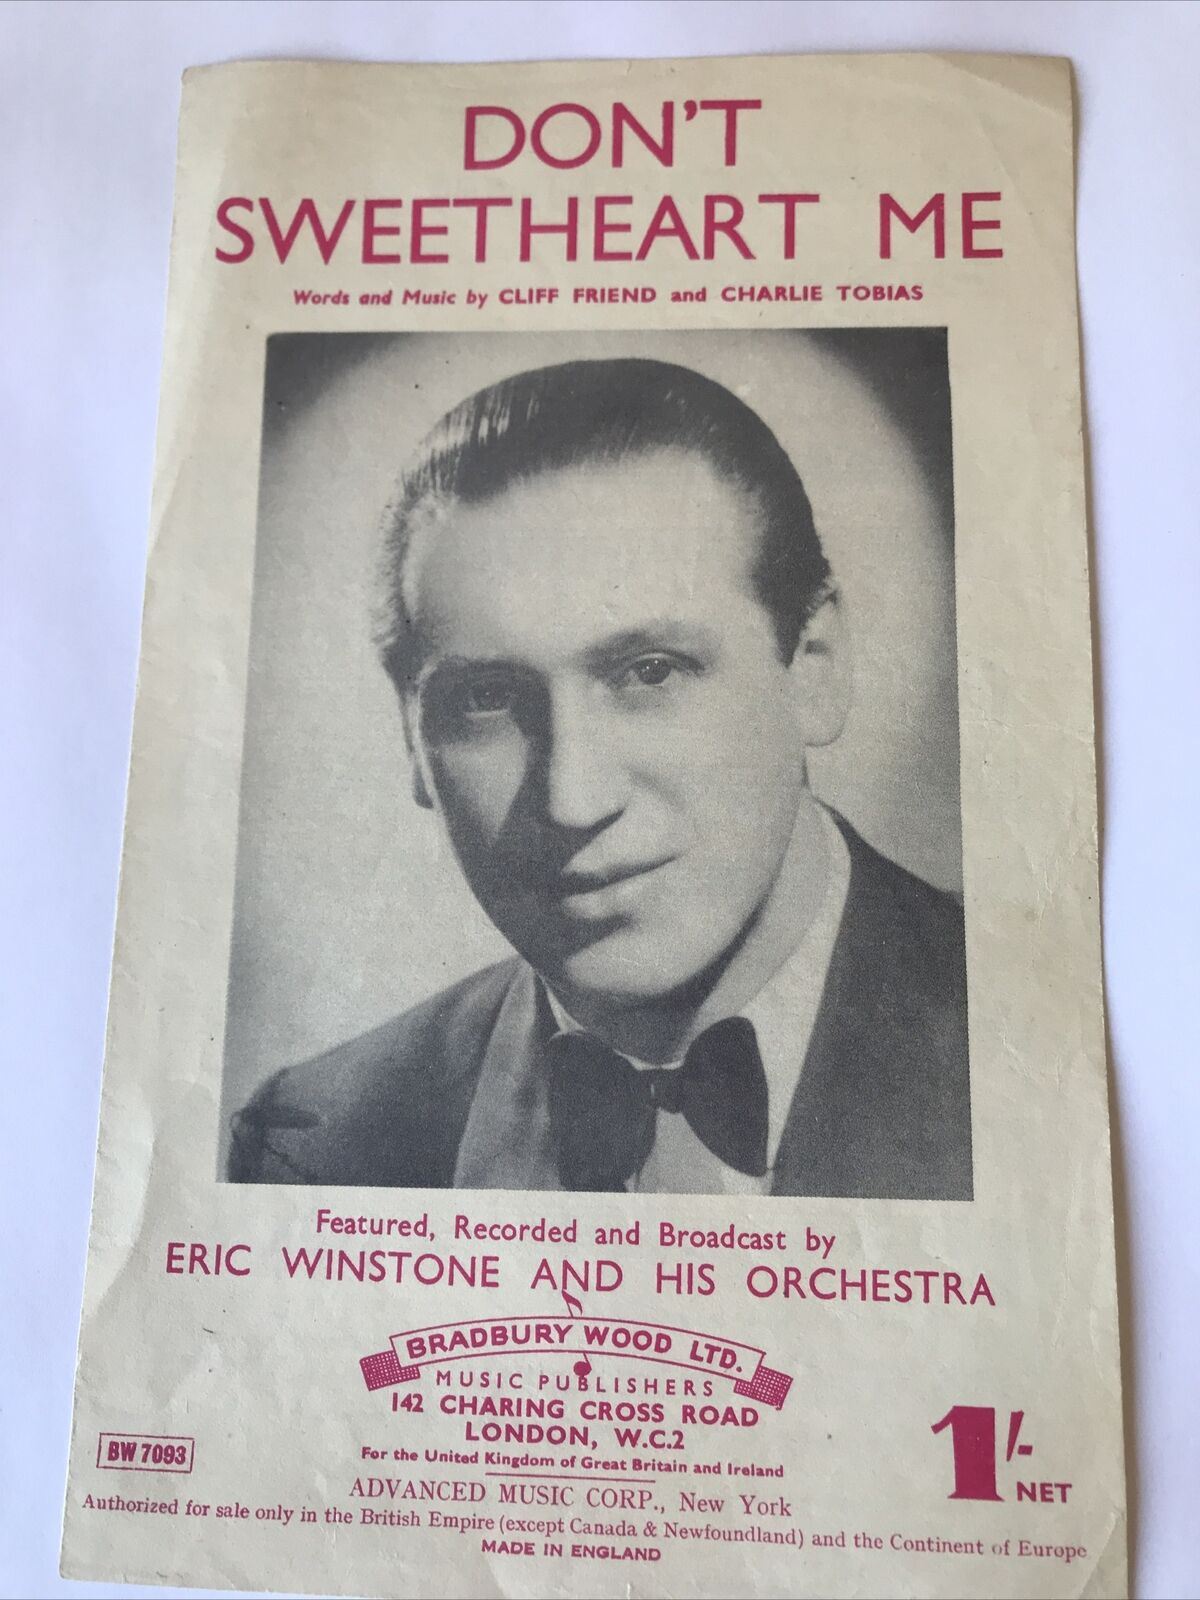 DON'T
SWEETHEART ME
Words and Music by CLIFF FRIEND and CHARLIE TOBIAS
Featured, Recorded and Broadcast by
ERIC WINSTONE AND HIS ORCHESTRA
BRADBURY WOOD LTD.
MUSIC PUBLISHERS
142 CHARING CROSS ROAD
LONDON, W.C.2
For the United Kingdom of Great Britain and Ireland
BW 7093
1/-
NET
ADVANCED MUSIC CORP., New York
Authorized for sale only in the British Empire (except Canada & Newfoundland) and the Continent of Europe
MADE IN ENGLAND